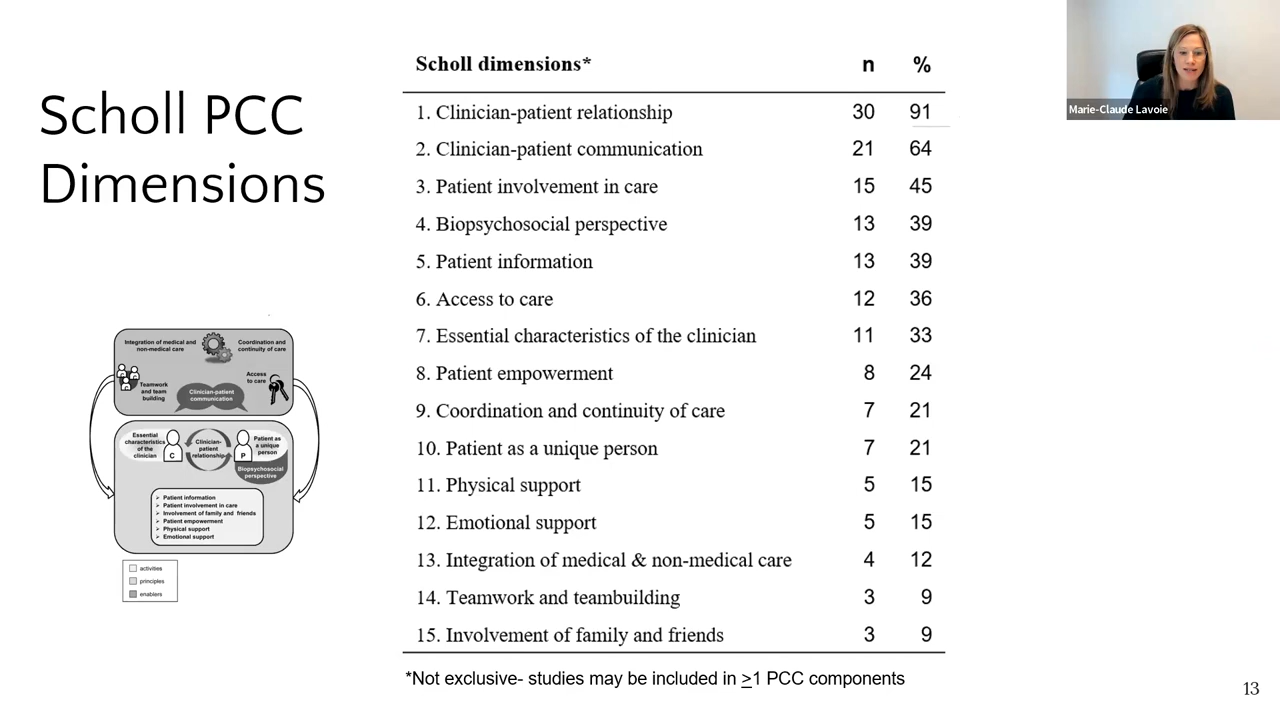 Scholl PCC
Dimensions
Scholl dimensions* n %
1. Clinician-patient relationship 30 91
2. Clinician-patient communication 21 64
3. Patient involvement in care 15 45
4. Biopsychosocial perspective 13 39
5. Patient information 13 39
6. Access to care 12 36
7. Essential characteristics of the clinician 11 33
8. Patient empowerment 8 24
9. Coordination and continuity of care 7 21
10. Patient as a unique person 7 21
11. Physical support 5 15
12. Emotional support 5 15
13. Integration of medical & non-medical care 4 12
14. Teamwork and teambuilding 3 9
15. Involvement of family and friends 3 9
*Not exclusive- studies may be included in ≥1 PCC components
Integration of medical and
non-medical care
Coordination and
continuity of care
Teamwork
and team
building
Clinician-patient
communication
Access
to care
Essential
characteristics
of the
clinician
C
Clinician-
patient
relationship
P
Patient as
a unique
person
Biopsychosocial
perspective
➢ Patient information
➢ Patient involvement in care
➢ Involvement of family and friends
➢ Patient empowerment
➢ Physical support
➢ Emotional support
activities
principles
enablers
Marie-Claude Lavoie
13